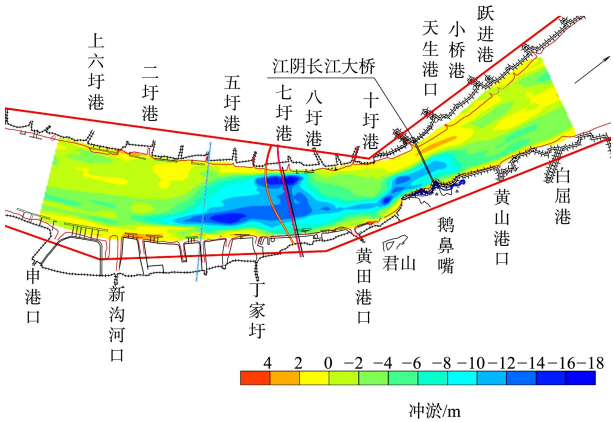 上六圩港
二圩港
五圩港
七圩港
八圩港
江阴长江大桥
十圩港
天生港口
小桥港
跃进港
申港口
新沟河口
丁家圩
黄田港口
君山
鹅鼻嘴
黄山港口
白屈港
4 2 0 −2 −4 −6 −8 −10 −12 −14 −16 −18
冲淤/m